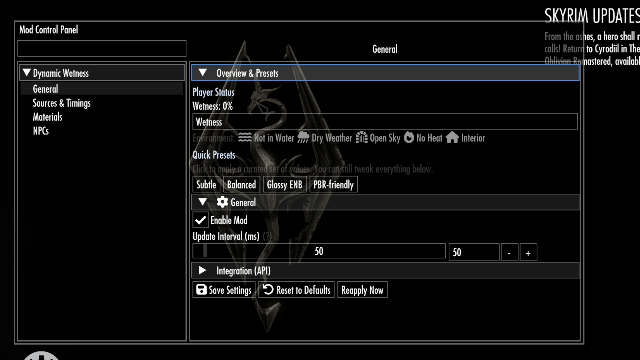 SKYRIM UPDATES
From the ashes, a hero shall
calls! Return to Cyrodiil in The
Oblivion Remastered, availab
Mod Control Panel
General
Dynamic Wetness
General
Sources & Timings
Materials
NPCs
Overview & Presets
Player Status
Wetness: 0%
Wetness
Environment: Not in Water Dry Weather Open Sky No Heat Interior
Quick Presets
Click to apply a curated set of values. You can still tweak everything below.
Subtle Balanced Glossy ENB PBR-friendly
General
Enable Mod
Update Interval (ms) (?)
50 50 - +
Integration (API)
Save Settings Reset to Defaults Reapply Now